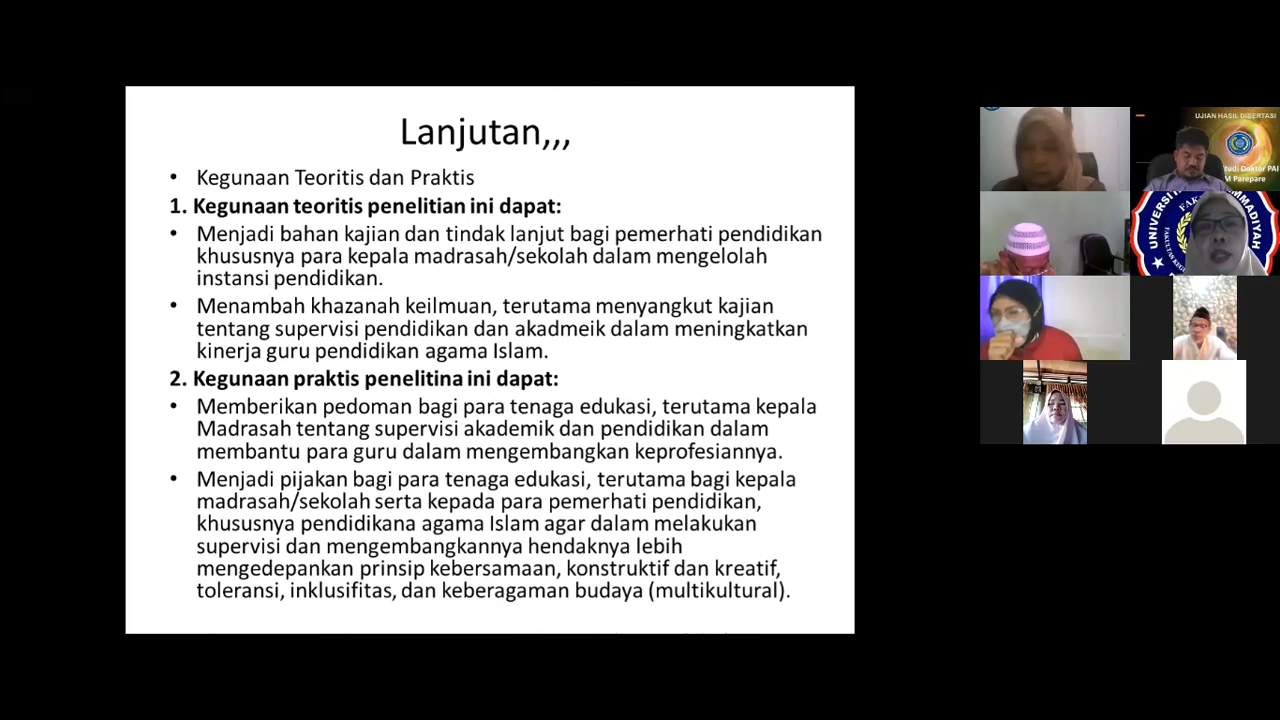 Lanjutan,,,
• Kegunaan Teoritis dan Praktis
1. Kegunaan teoritis penelitian ini dapat:
• Menjadi bahan kajian dan tindak lanjut bagi pemerhati pendidikan
khususnya para kepala madrasah/sekolah dalam mengelolah
instansi pendidikan.
• Menambah khazanah keilmuan, terutama menyangkut kajian
tentang supervisi pendidikan dan akadmeik dalam meningkatkan
kinerja guru pendidikan agama Islam.
2. Kegunaan praktis penelitina ini dapat:
• Memberikan pedoman bagi para tenaga edukasi, terutama kepala
Madrasah tentang supervisi akademik dan pendidikan dalam
membantu para guru dalam mengembangkan keprofesiannya.
• Menjadi pijakan bagi para tenaga edukasi, terutama bagi kepala
madrasah/sekolah serta kepada para pemerhati pendidikan,
khususnya pendidikana agama Islam agar dalam melakukan
supervisi dan mengembangkannya hendaknya lebih
mengedepankan prinsip kebersamaan, konstruktif dan kreatif,
toleransi, inklusifitas, dan keberagaman budaya (multikultural).
UJIAN HASIL DISERTASI
tudi Doktor PAI
M Parepare